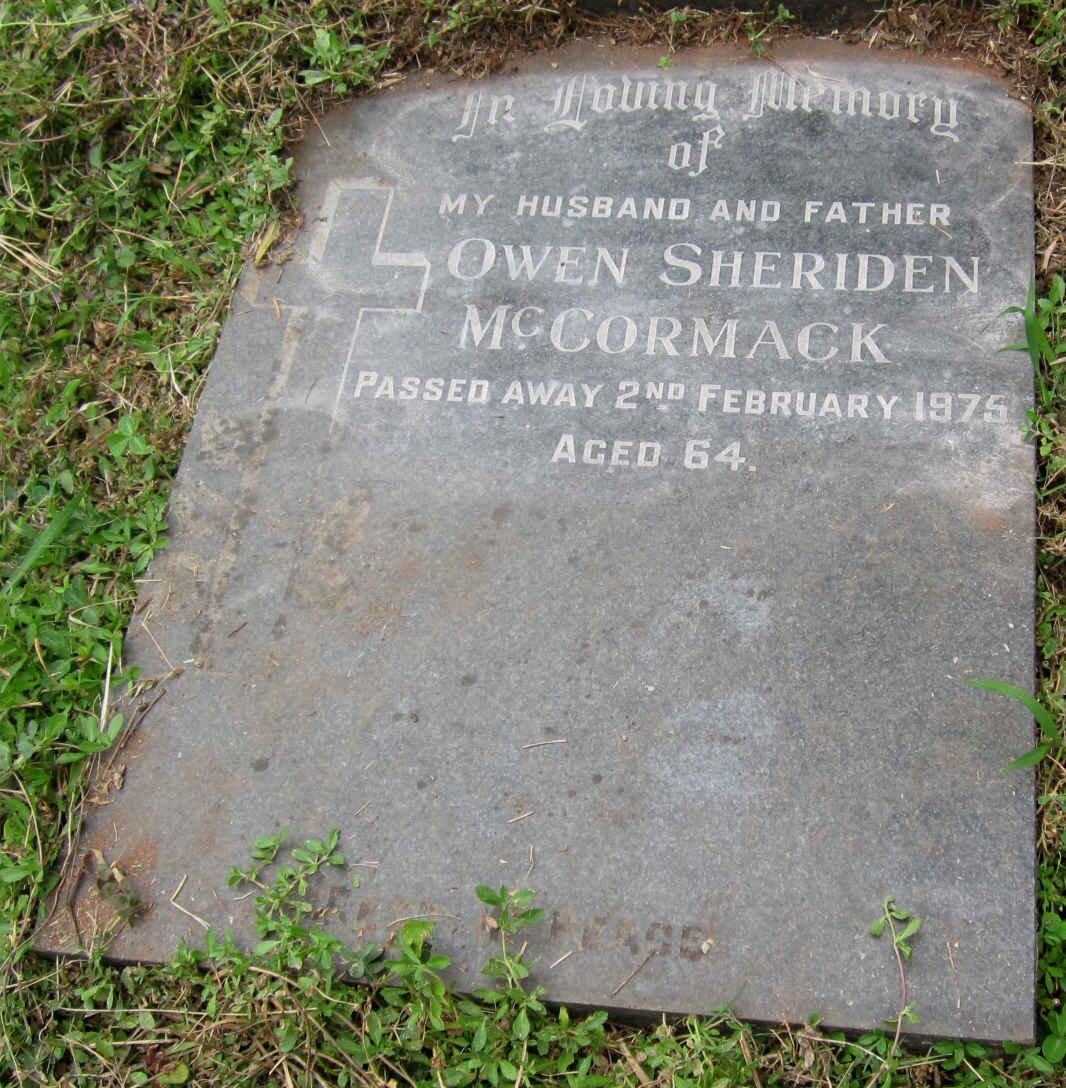 In Loving Memory
of
MY HUSBAND AND FATHER
OWEN SHERIDEN
McCORMACK
PASSED AWAY 2ND FEBRUARY 1975
AGED 64.
PEACE